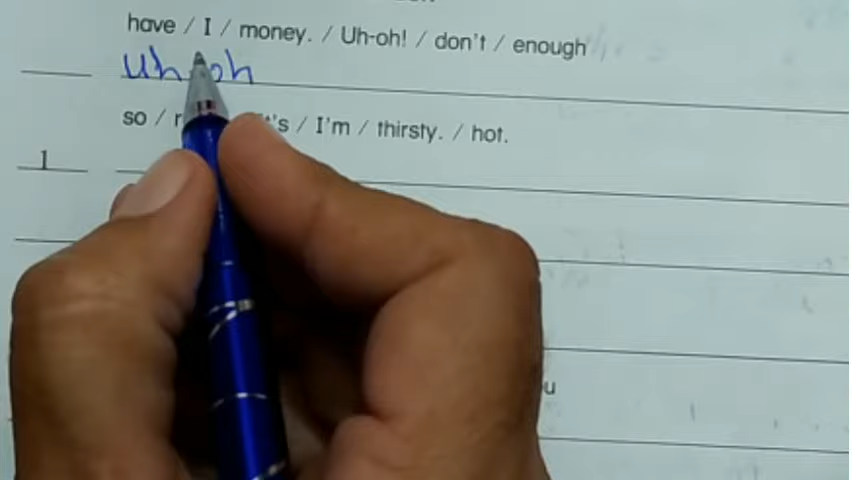 have / I / money. / Uh-oh! / don't / enough
Uh oh
so / I'm / thirsty. / hot.
1